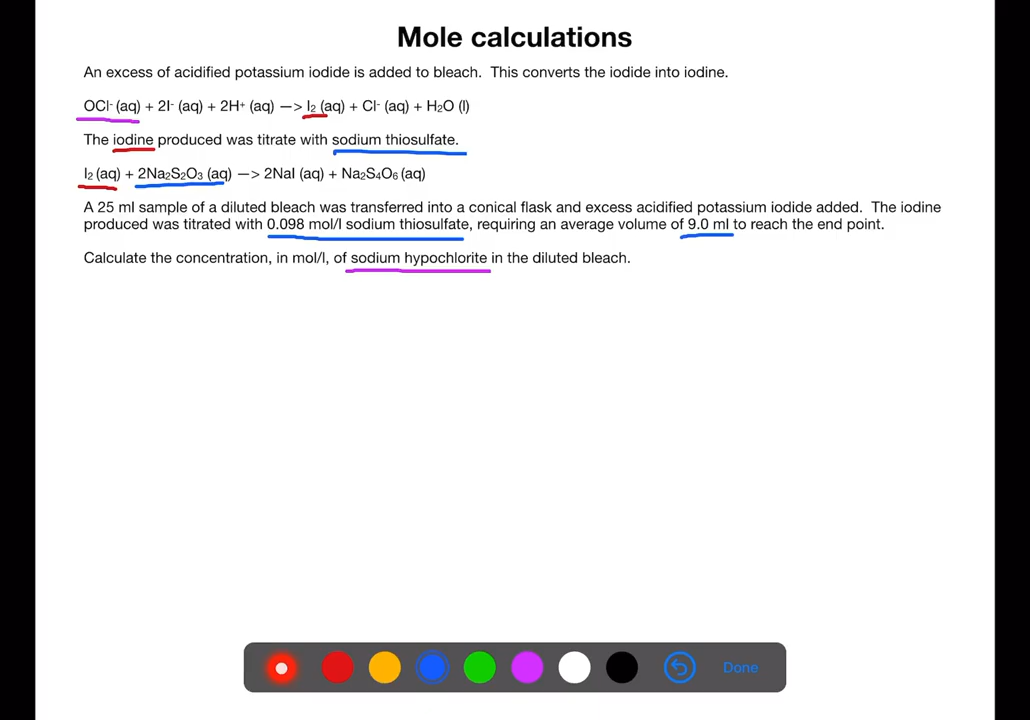 Mole calculations
An excess of acidified potassium iodide is added to bleach.  This converts the iodide into iodine.
OCl⁻ (aq) + 2I⁻ (aq) + 2H⁺ (aq) —> I₂ (aq) + Cl⁻ (aq) + H₂O (l)
The iodine produced was titrate with sodium thiosulfate.
I₂ (aq) + 2Na₂S₂O₃ (aq) —> 2NaI (aq) + Na₂S₄O₆ (aq)
A 25 ml sample of a diluted bleach was transferred into a conical flask and excess acidified potassium iodide added.  The iodine
produced was titrated with 0.098 mol/l sodium thiosulfate, requiring an average volume of 9.0 ml to reach the end point.
Calculate the concentration, in mol/l, of sodium hypochlorite in the diluted bleach.
Done